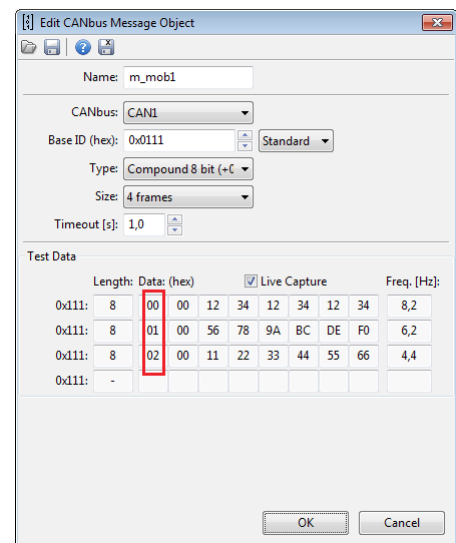 Edit CANbus Message Object
Name: m_mob1
CANbus: CAN1
Base ID (hex): 0x0111 Standard
Type: Compound 8 bit (+0
Size: 4 frames
Timeout [s]: 1,0
Test Data
Length: Data: (hex) Live Capture Freq. [Hz]:
0x111: 8 00 00 12 34 12 34 12 34 8,2
0x111: 8 01 00 56 78 9A BC DE F0 6,2
0x111: 8 02 00 11 22 33 44 55 66 4,4
0x111: -
OK Cancel